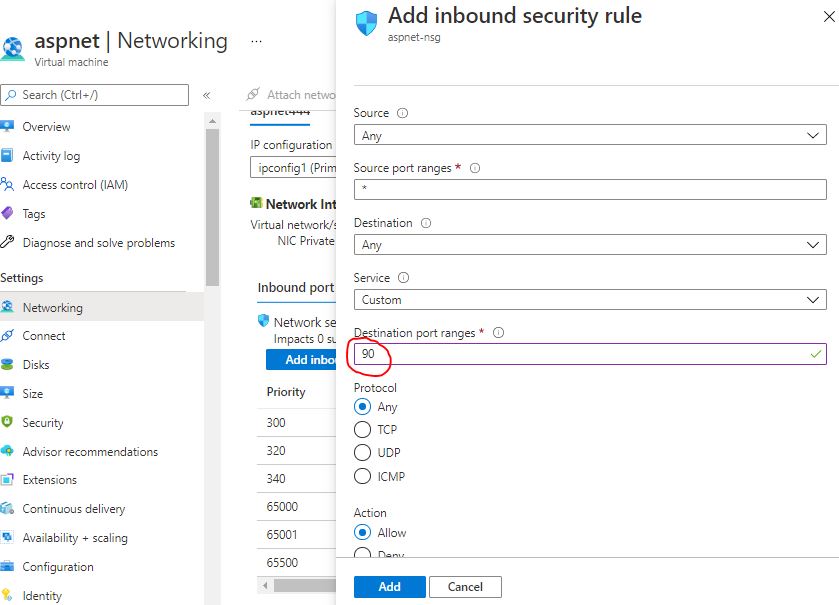 aspnet | Networking ...
Virtual machine
Search (Ctrl+/)
«
Overview
Activity log
Access control (IAM)
Tags
Diagnose and solve problems
Settings
Networking
Connect
Disks
Size
Security
Advisor recommendations
Extensions
Continuous delivery
Availability + scaling
Configuration
Identity
Attach netwo
aspnet444
IP configuration
ipconfig1 (Prim
Network Int
Virtual network/s
NIC Private
Inbound port
Network se
Impacts 0 su
Add inbou
Priority
300
320
340
65000
65001
65500
Add inbound security rule
aspnet-nsg
Source
Any
Source port ranges *
*
Destination
Any
Service
Custom
Destination port ranges *
90
Protocol
Any
TCP
UDP
ICMP
Action
Allow
Deny
Add
Cancel